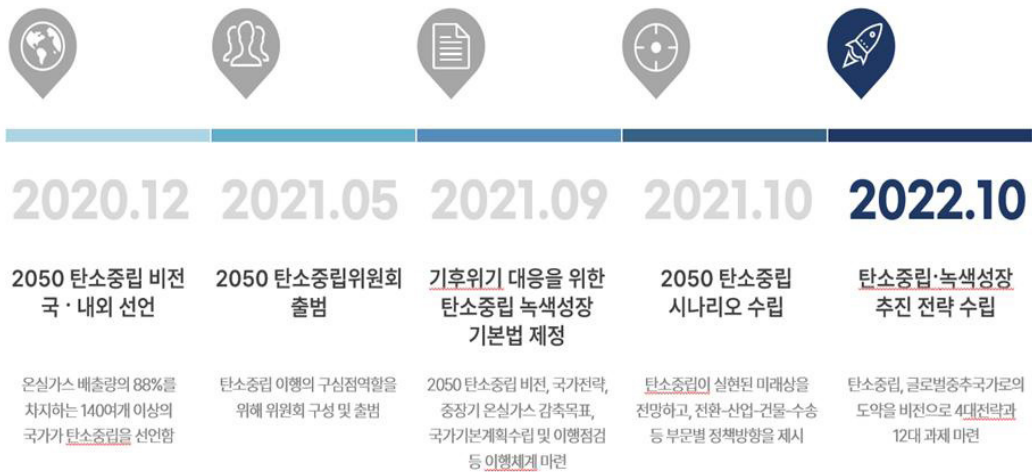 2020.12
2050 탄소중립 비전
국 · 내외 선언
온실가스 배출량의 88%를
차지하는 140여개 이상의
국가가 탄소중립을 선언함
2021.05
2050 탄소중립위원회
출범
탄소중립 이행의 구심점역할을
위해 위원회 구성 및 출범
2021.09
기후위기 대응을 위한
탄소중립 녹색성장
기본법 제정
2050 탄소중립 비전, 국가전략,
중장기 온실가스 감축목표,
국가기본계획수립 및 이행점검
등 이행체계 마련
2021.10
2050 탄소중립
시나리오 수립
탄소중립이 실현된 미래상을
전망하고, 전환-산업-건물-수송
등 부문별 정책방향을 제시
2022.10
탄소중립·녹색성장
추진 전략 수립
탄소중립, 글로벌중추국가로의
도약을 비전으로 4대전략과
12대 과제 마련